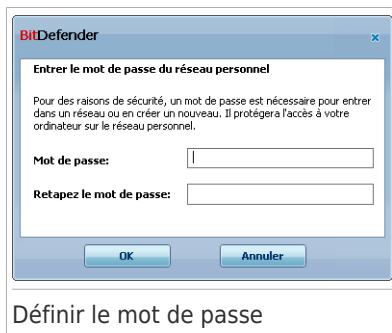 BitDefender
x
Entrer le mot de passe du réseau personnel
Pour des raisons de sécurité, un mot de passe est nécessaire pour entrer
dans un réseau ou en créer un nouveau. Il protégera l'accès à votre
ordinateur sur le réseau personnel.
Mot de passe:
Retapez le mot de passe:
OK
Annuler
Définir le mot de passe